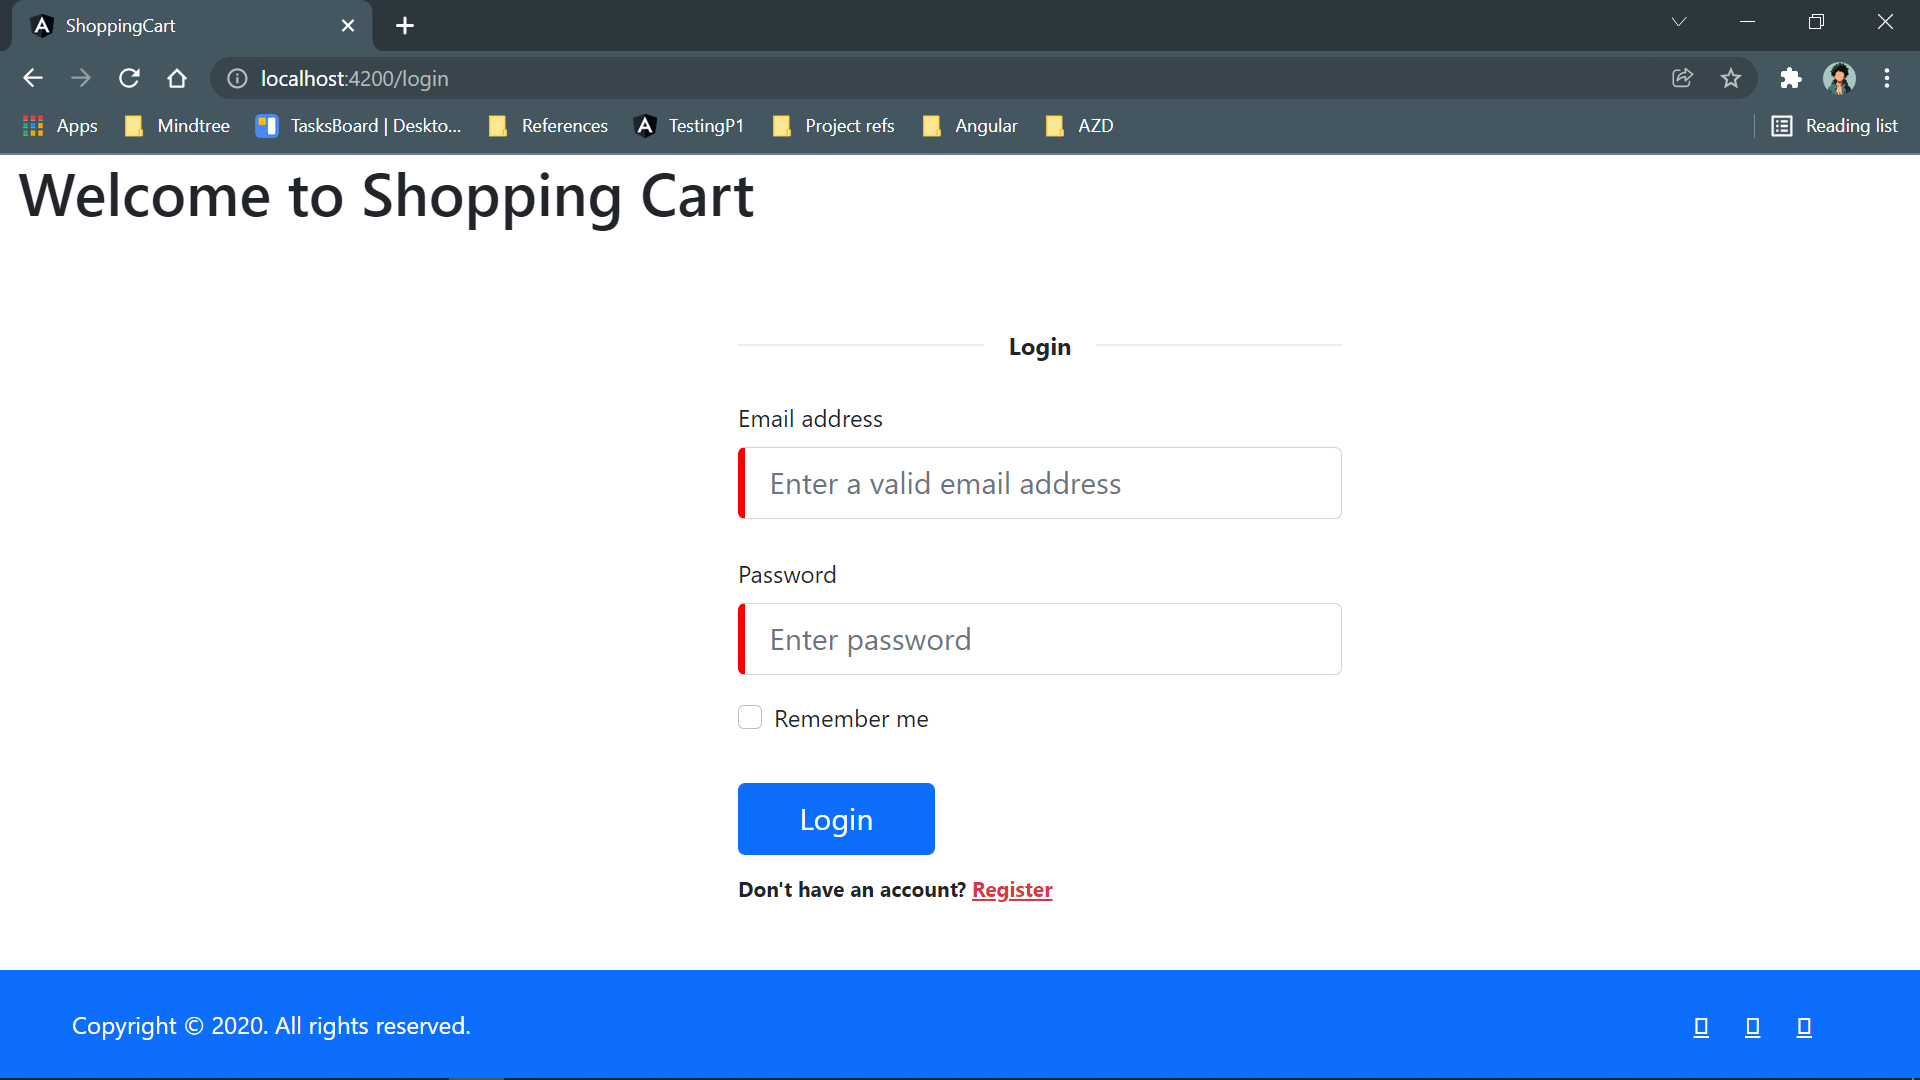 ShoppingCart
localhost:4200/login
Apps Mindtree TasksBoard | Deskto... References TestingP1 Project refs Angular AZD Reading list
Welcome to Shopping Cart
Login
Email address
Enter a valid email address
Password
Enter password
Remember me
Login
Don't have an account? Register
Copyright © 2020. All rights reserved.